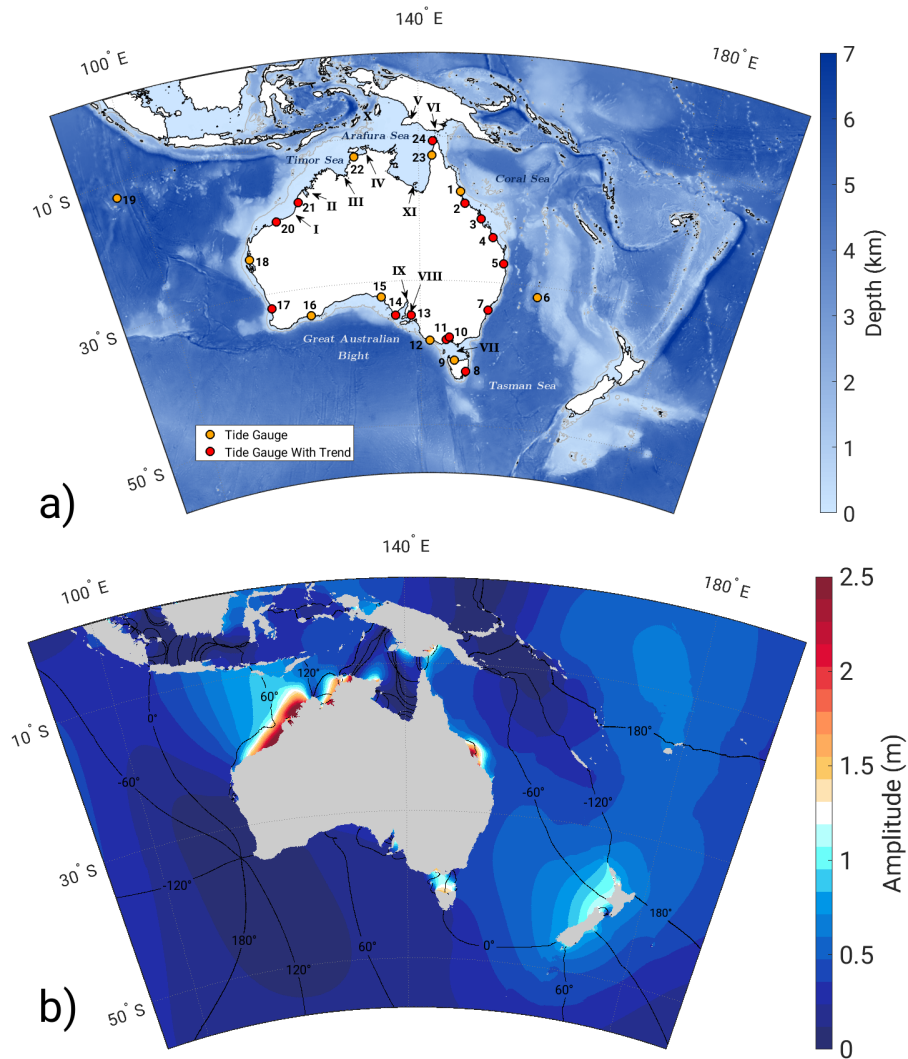 140° E
100° E
180° E
10° S
30° S
50° S
V
VI
X
Arafura Sea
24
Timor Sea
22
23
IV
III
XI
Coral Sea
1
2
19
21
II
20
I
3
4
18
5
IX
VIII
15
6
17
16
14
13
7
11
10
12
VII
9
8
Great Australian
Bight
Tasman Sea
Tide Gauge
Tide Gauge With Trend
a)
7
6
5
4
3
2
1
0
Depth (km)
140° E
100° E
180° E
10° S
30° S
50° S
120°
60°
0°
-60°
180°
-60°
-120°
-120°
180°
120°
60°
0°
180°
60°
b)
2.5
2
1.5
1
0.5
0
Amplitude (m)